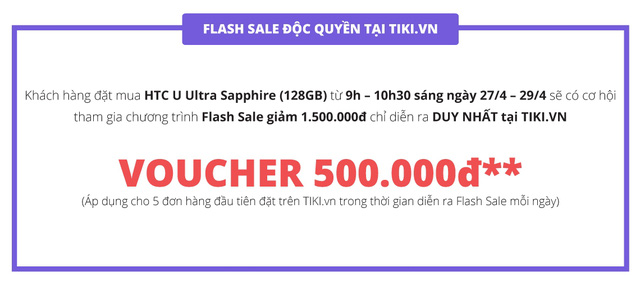 FLASH SALE ĐỘC QUYỀN TẠI TIKI.VN
Khách hàng đặt mua HTC U Ultra Sapphire (128GB) từ 9h – 10h30 sáng ngày 27/4 – 29/4 sẽ có cơ hội
tham gia chương trình Flash Sale giảm 1.500.000đ chỉ diễn ra DUY NHẤT tại TIKI.VN
VOUCHER 500.000đ**
(Áp dụng cho 5 đơn hàng đầu tiên đặt trên TIKI.vn trong thời gian diễn ra Flash Sale mỗi ngày)